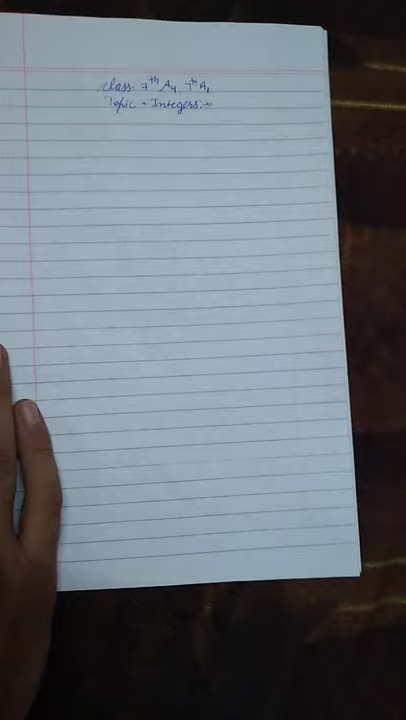 class 7th A4, 7th A1
Topic - Integers:-